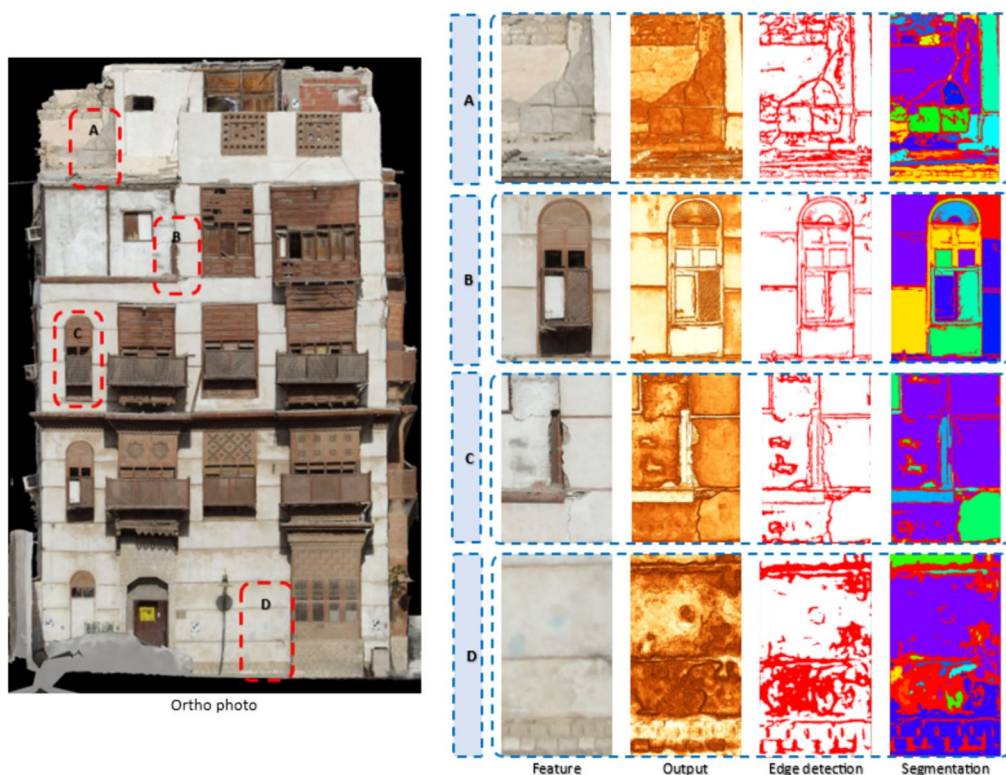 A
B
C
D
Ortho photo
A
B
C
D
Feature
Output
Edge detection
Segmentation